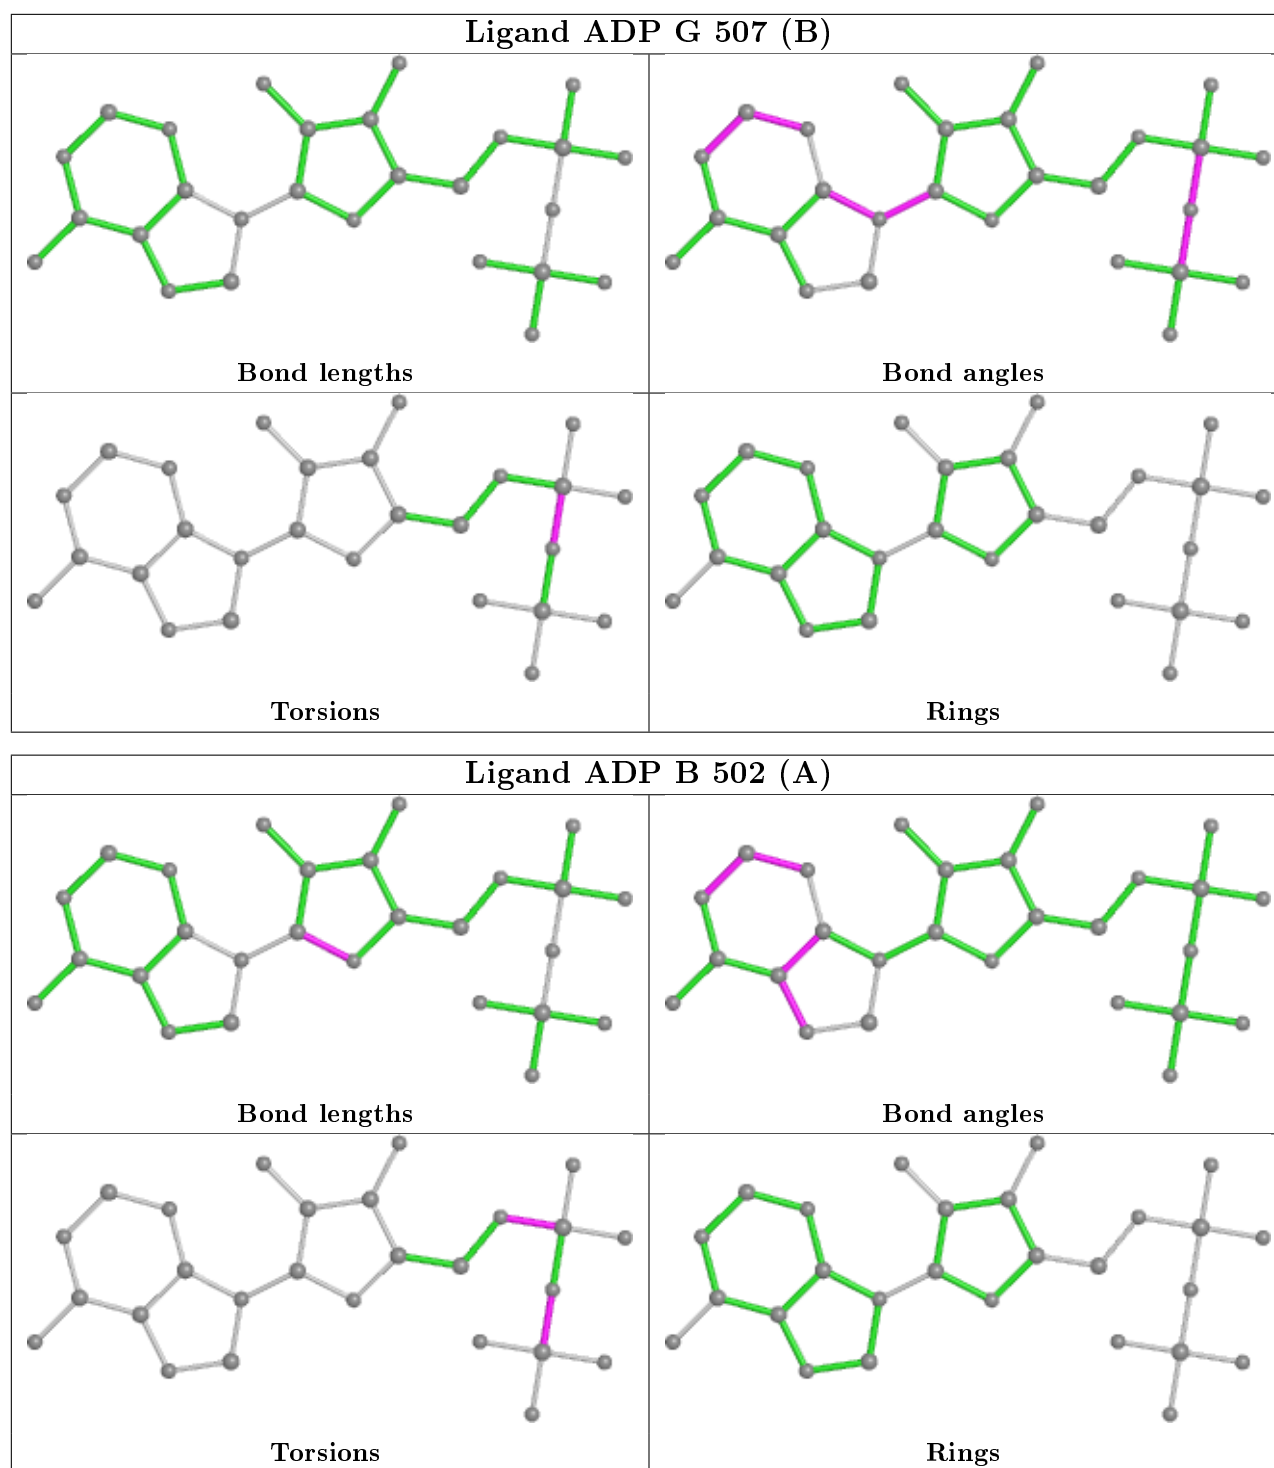 Ligand ADP G 507 (B)
Bond lengths
Bond angles
Torsions
Rings
Ligand ADP B 502 (A)
Bond lengths
Bond angles
Torsions
Rings